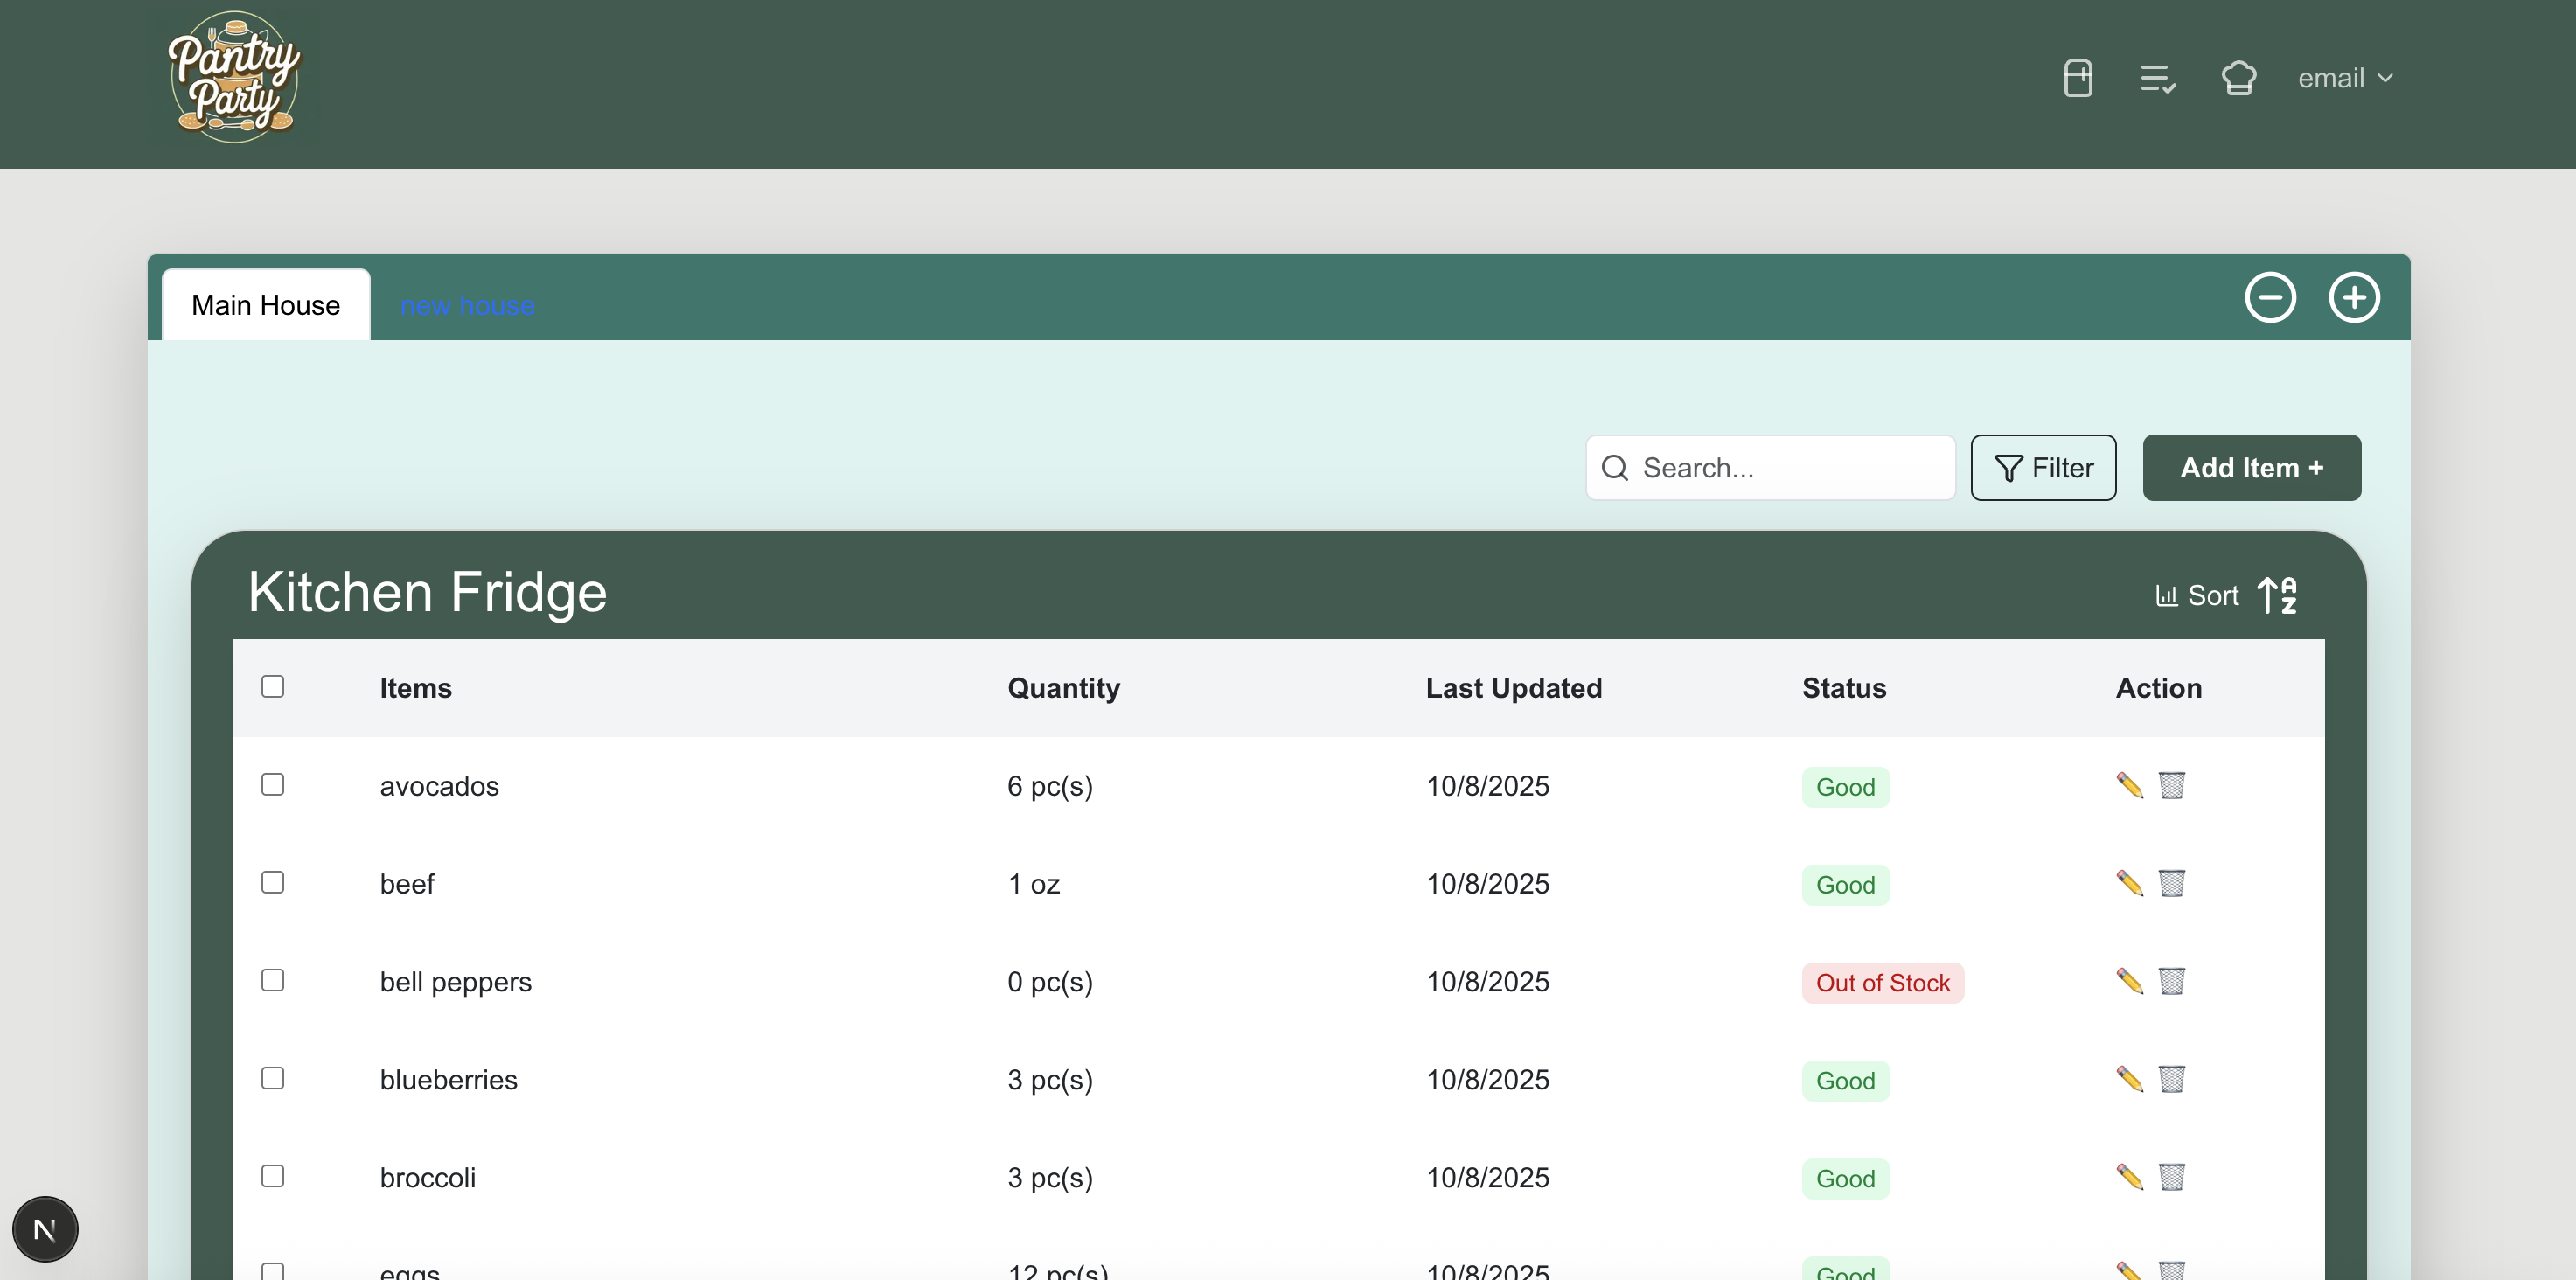 Pantry
Party
email
Main House
new house
Search...
Filter
Add Item +
Kitchen Fridge
Sort
A
Z
Items Quantity Last Updated Status Action
avocados 6 pc(s) 10/8/2025 Good
beef 1 oz 10/8/2025 Good
bell peppers 0 pc(s) 10/8/2025 Out of Stock
blueberries 3 pc(s) 10/8/2025 Good
broccoli 3 pc(s) 10/8/2025 Good
eggs 12 pc(s) 10/8/2025 Good
N